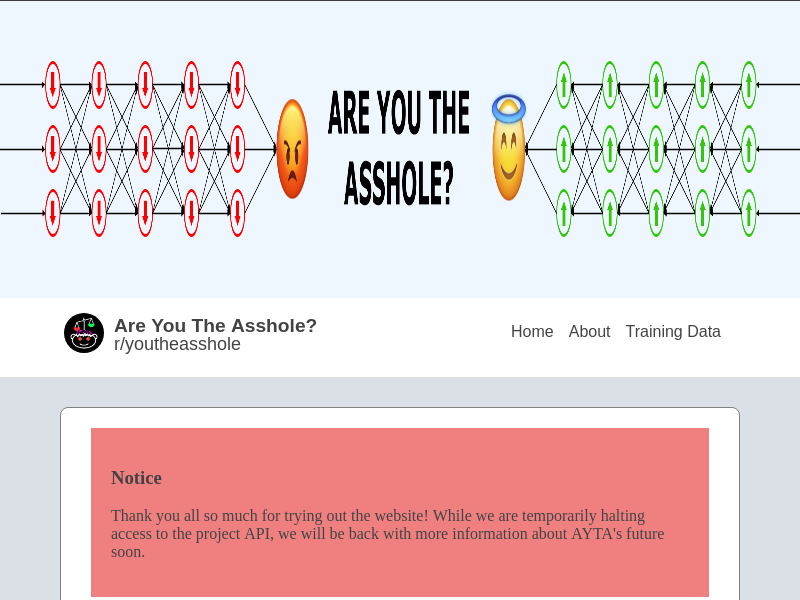 ARE YOU THE
ASSHOLE?
Are You The Asshole?
r/youtheasshole
Home About Training Data
Notice
Thank you all so much for trying out the website! While we are temporarily halting
access to the project API, we will be back with more information about AYTA's future
soon.